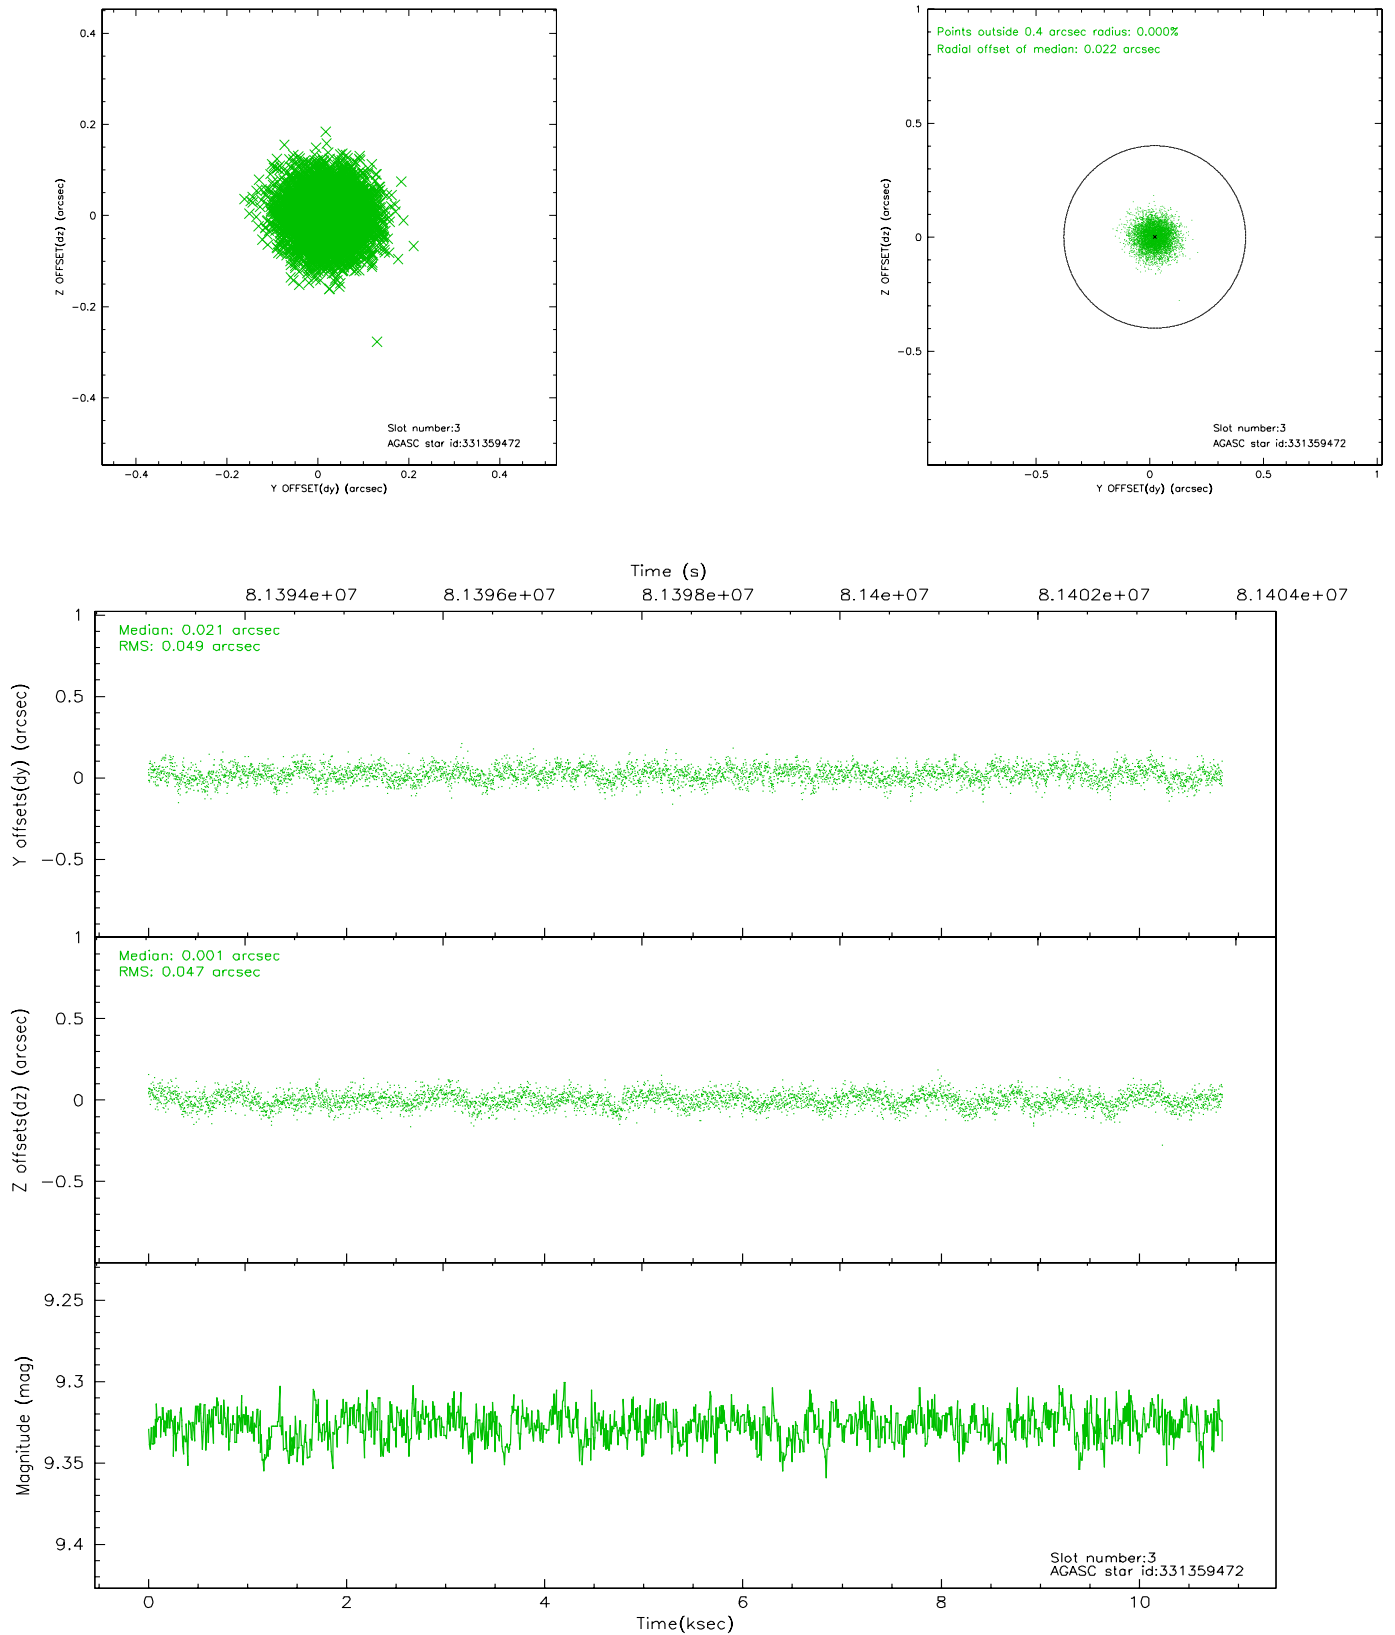 0.4
0.2
0
-0.2
-0.4
Z OFFSET(dz) (arcsec)
Slot number:3
AGASC star id:331359472
-0.4 -0.2 0 0.2 0.4
Y OFFSET(dy) (arcsec)
1
0.5
0
-0.5
Z OFFSET(dz) (arcsec)
Points outside 0.4 arcsec radius: 0.000%
Radial offset of median: 0.022 arcsec
Slot number:3
AGASC star id:331359472
-0.5 0 0.5 1
Y OFFSET(dy) (arcsec)
Time (s)
8.1394e+07 8.1396e+07 8.1398e+07 8.14e+07 8.1402e+07 8.1404e+07
1
0.5
0
-0.5
Y offsets(dy) (arcsec)
Median: 0.021 arcsec
RMS: 0.049 arcsec
1
0.5
0
-0.5
Z offsets(dz) (arcsec)
Median: 0.001 arcsec
RMS: 0.047 arcsec
9.25
9.3
9.35
9.4
Magnitude (mag)
Slot number:3
AGASC star id:331359472
0 2 4 6 8 10
Time(ksec)